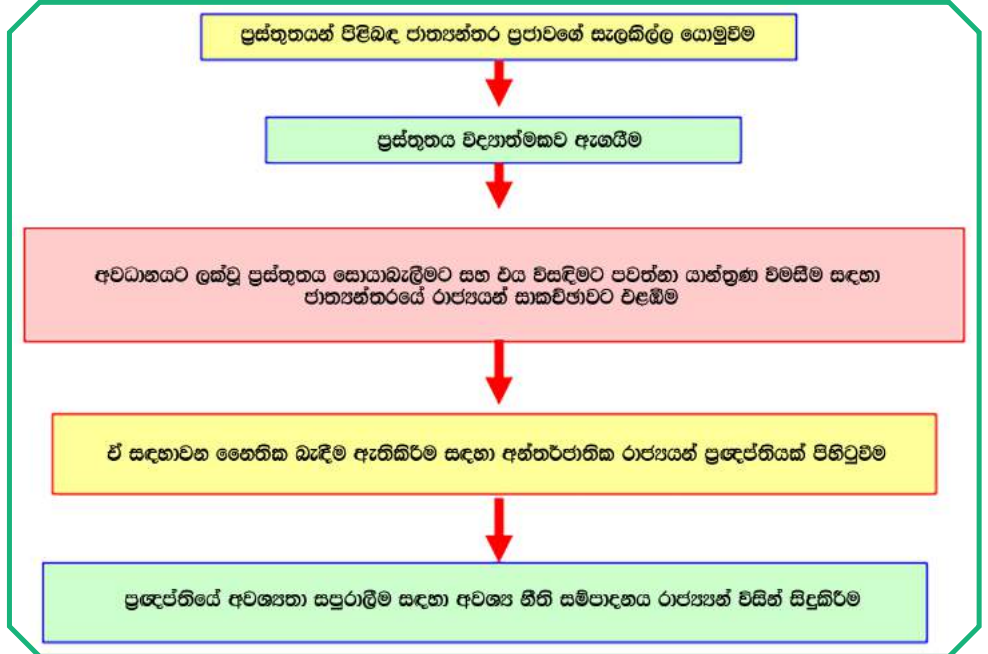 ප්‍රස්තුතයන් පිළිබඳ ජාත්‍යන්තර ප්‍රජාවගේ සැලකිල්ල යොමුවීම
ප්‍රස්තුතය විද්‍යාත්මකව ඇගයීම
අවධානයට ලක්වූ ප්‍රස්තුතය සොයාබැලීමට සහ එය විසඳීමට පවත්නා යාන්ත්‍රණ විමසීම සඳහා
ජාත්‍යන්තරයේ රාජ්‍යයන් සාකච්ඡාවට එළඹීම
ඒ සඳහාවන නෛතික බැඳීම් ඇතිකිරීම සඳහා අන්තර්ජාතික රාජ්‍යයන් ප්‍රඥප්තියක් පිහිටුවීම
ප්‍රඥප්තියේ අවශ්‍යතා සපුරාලීම සඳහා අවශ්‍ය නීති සම්පාදනය රාජ්‍යයන් විසින් සිදුකිරීම